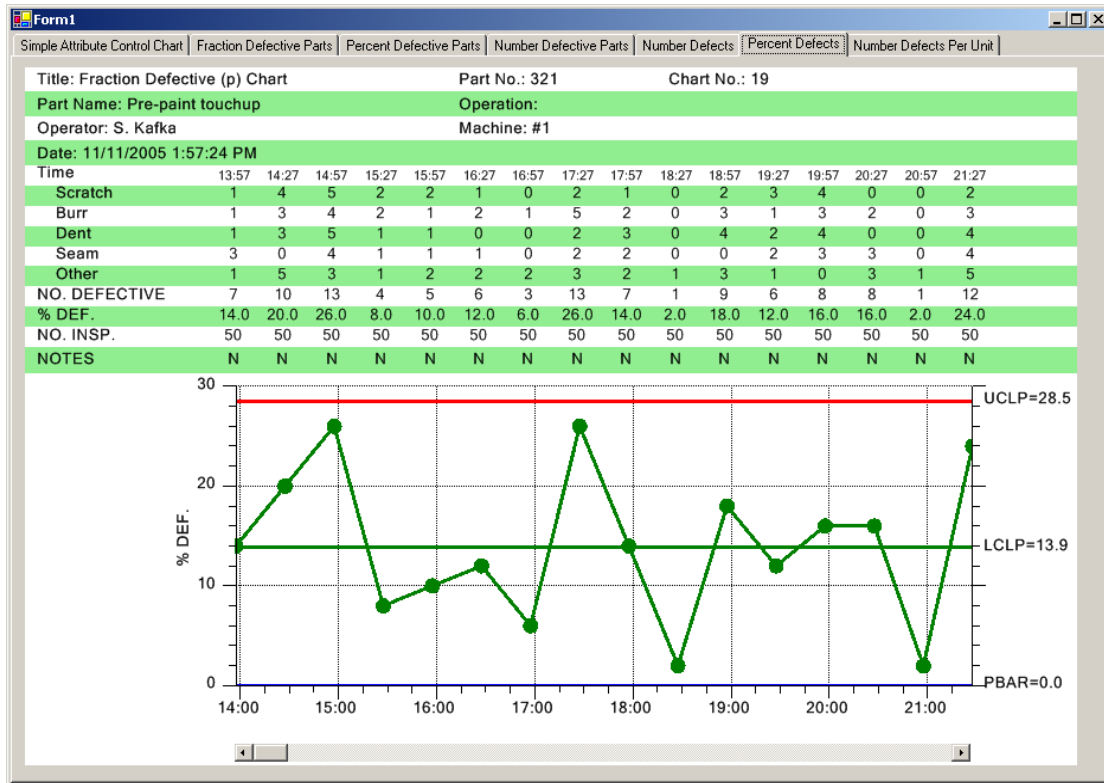 Form1
Simple Attribute Control Chart Fraction Defective Parts Percent Defective Parts Number Defective Parts Number Defects Percent Defects Number Defects Per Unit
Title: Fraction Defective (p) Chart Part No.: 321 Chart No.: 19
Part Name: Pre-paint touchup Operation:
Operator: S. Kafka Machine: #1
Date: 11/11/2005 1:57:24 PM
Time 13:57 14:27 14:57 15:27 15:57 16:27 16:57 17:27 17:57 18:27 18:57 19:27 19:57 20:27 20:57 21:27
Scratch 1 4 5 2 2 1 0 2 1 0 2 3 4 0 0 2
Burr 1 3 4 2 1 2 1 5 2 0 3 1 3 2 0 3
Dent 1 3 5 1 1 0 0 2 3 0 4 2 4 0 0 4
Seam 3 0 4 1 1 1 0 2 2 0 0 2 3 3 0 4
Other 1 5 3 1 2 2 2 3 2 1 3 1 0 3 1 5
NO. DEFECTIVE 7 10 13 4 5 6 3 13 7 1 9 6 8 8 1 12
% DEF. 14.0 20.0 26.0 8.0 10.0 12.0 6.0 26.0 14.0 2.0 18.0 12.0 16.0 16.0 2.0 24.0
NO. INSP. 50 50 50 50 50 50 50 50 50 50 50 50 50 50 50 50
NOTES N N N N N N N N N N N N N N N N
30
UCLP=28.5
20
% DEF.
LCLP=13.9
10
0
PBAR=0.0
14:00 15:00 16:00 17:00 18:00 19:00 20:00 21:00